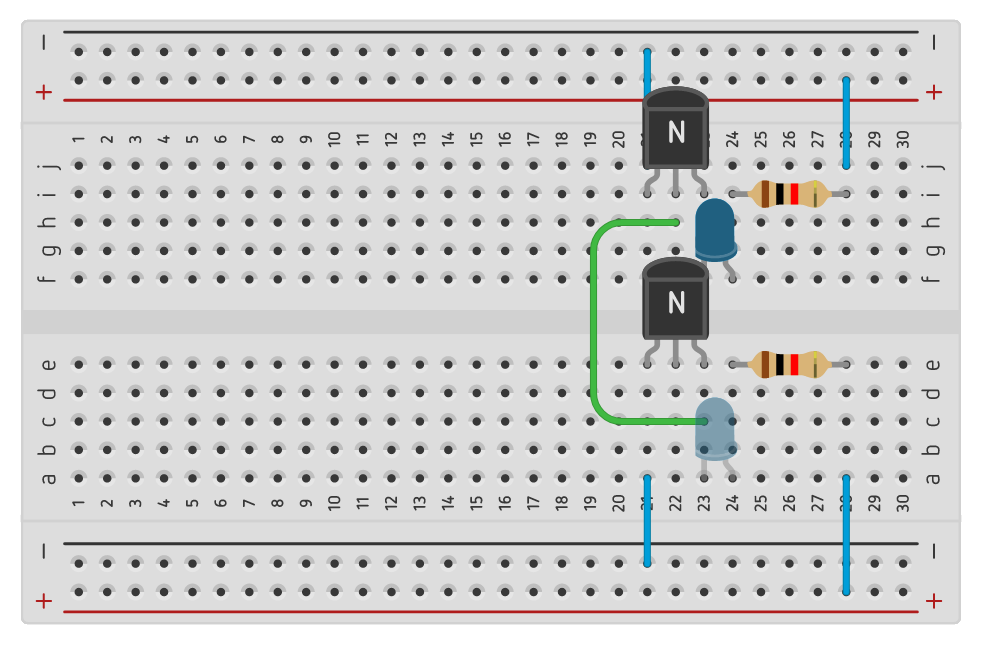 − −
+ +
1 2 3 4 5 6 7 8 9 10 11 12 13 14 15 16 17 18 19 20 24 25 26 27 28 29 30
N
j j
i i
h h
g g
f f
N
e e
d d
c c
b b
a a
1 2 3 4 5 6 7 8 9 10 11 12 13 14 15 16 17 18 19 20 21 22 23 24 25 26 27 28 29 30
− −
+ +